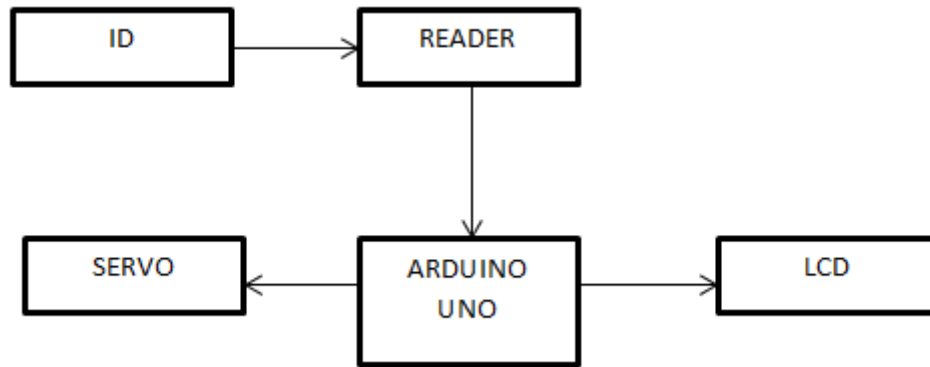 ID
READER
SERVO
ARDUINO
UNO
LCD